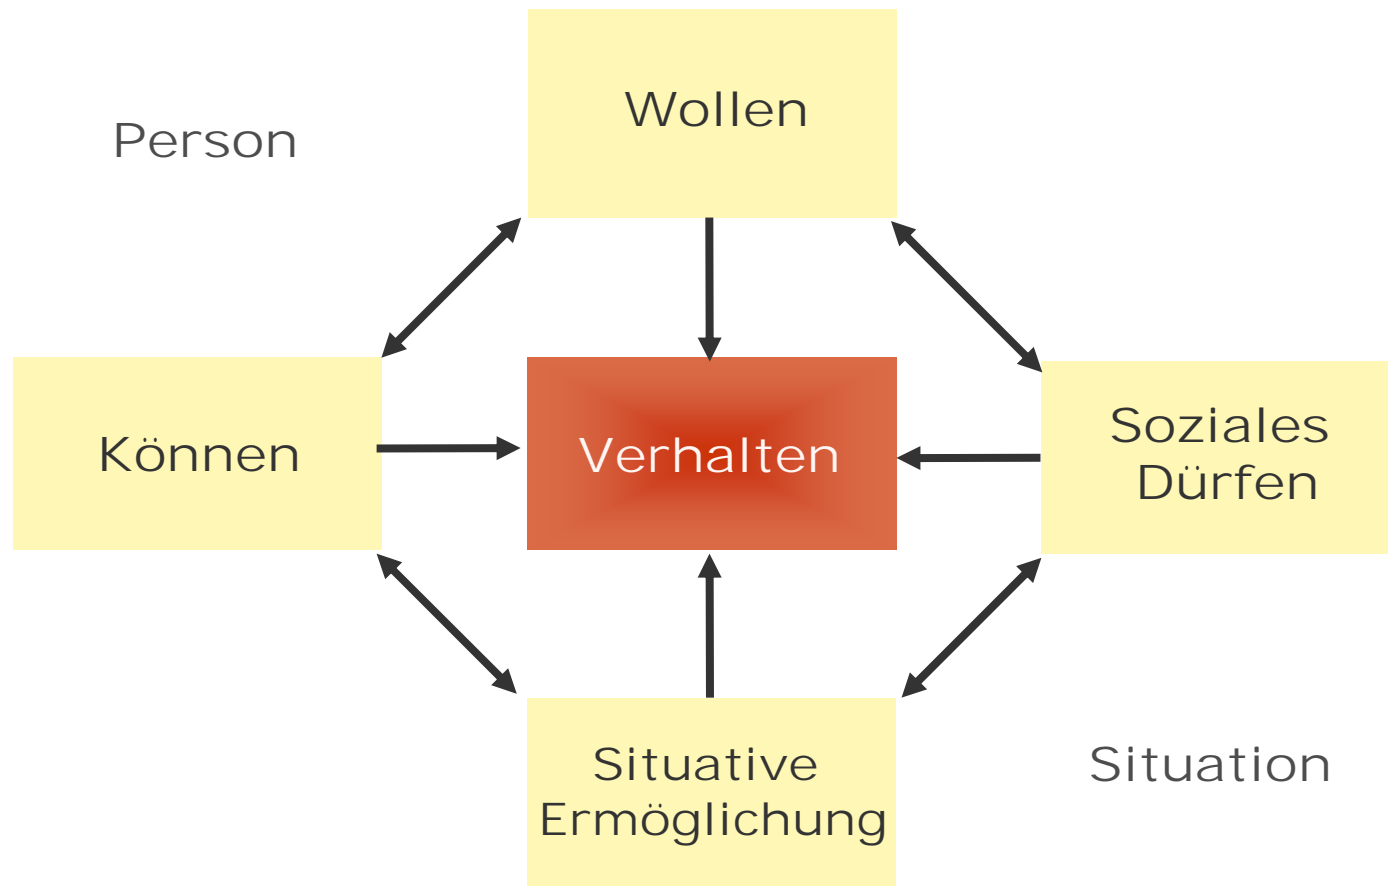 Wollen
Person
Können
Verhalten
Soziales
Dürfen
Situative
Ermöglichung
Situation